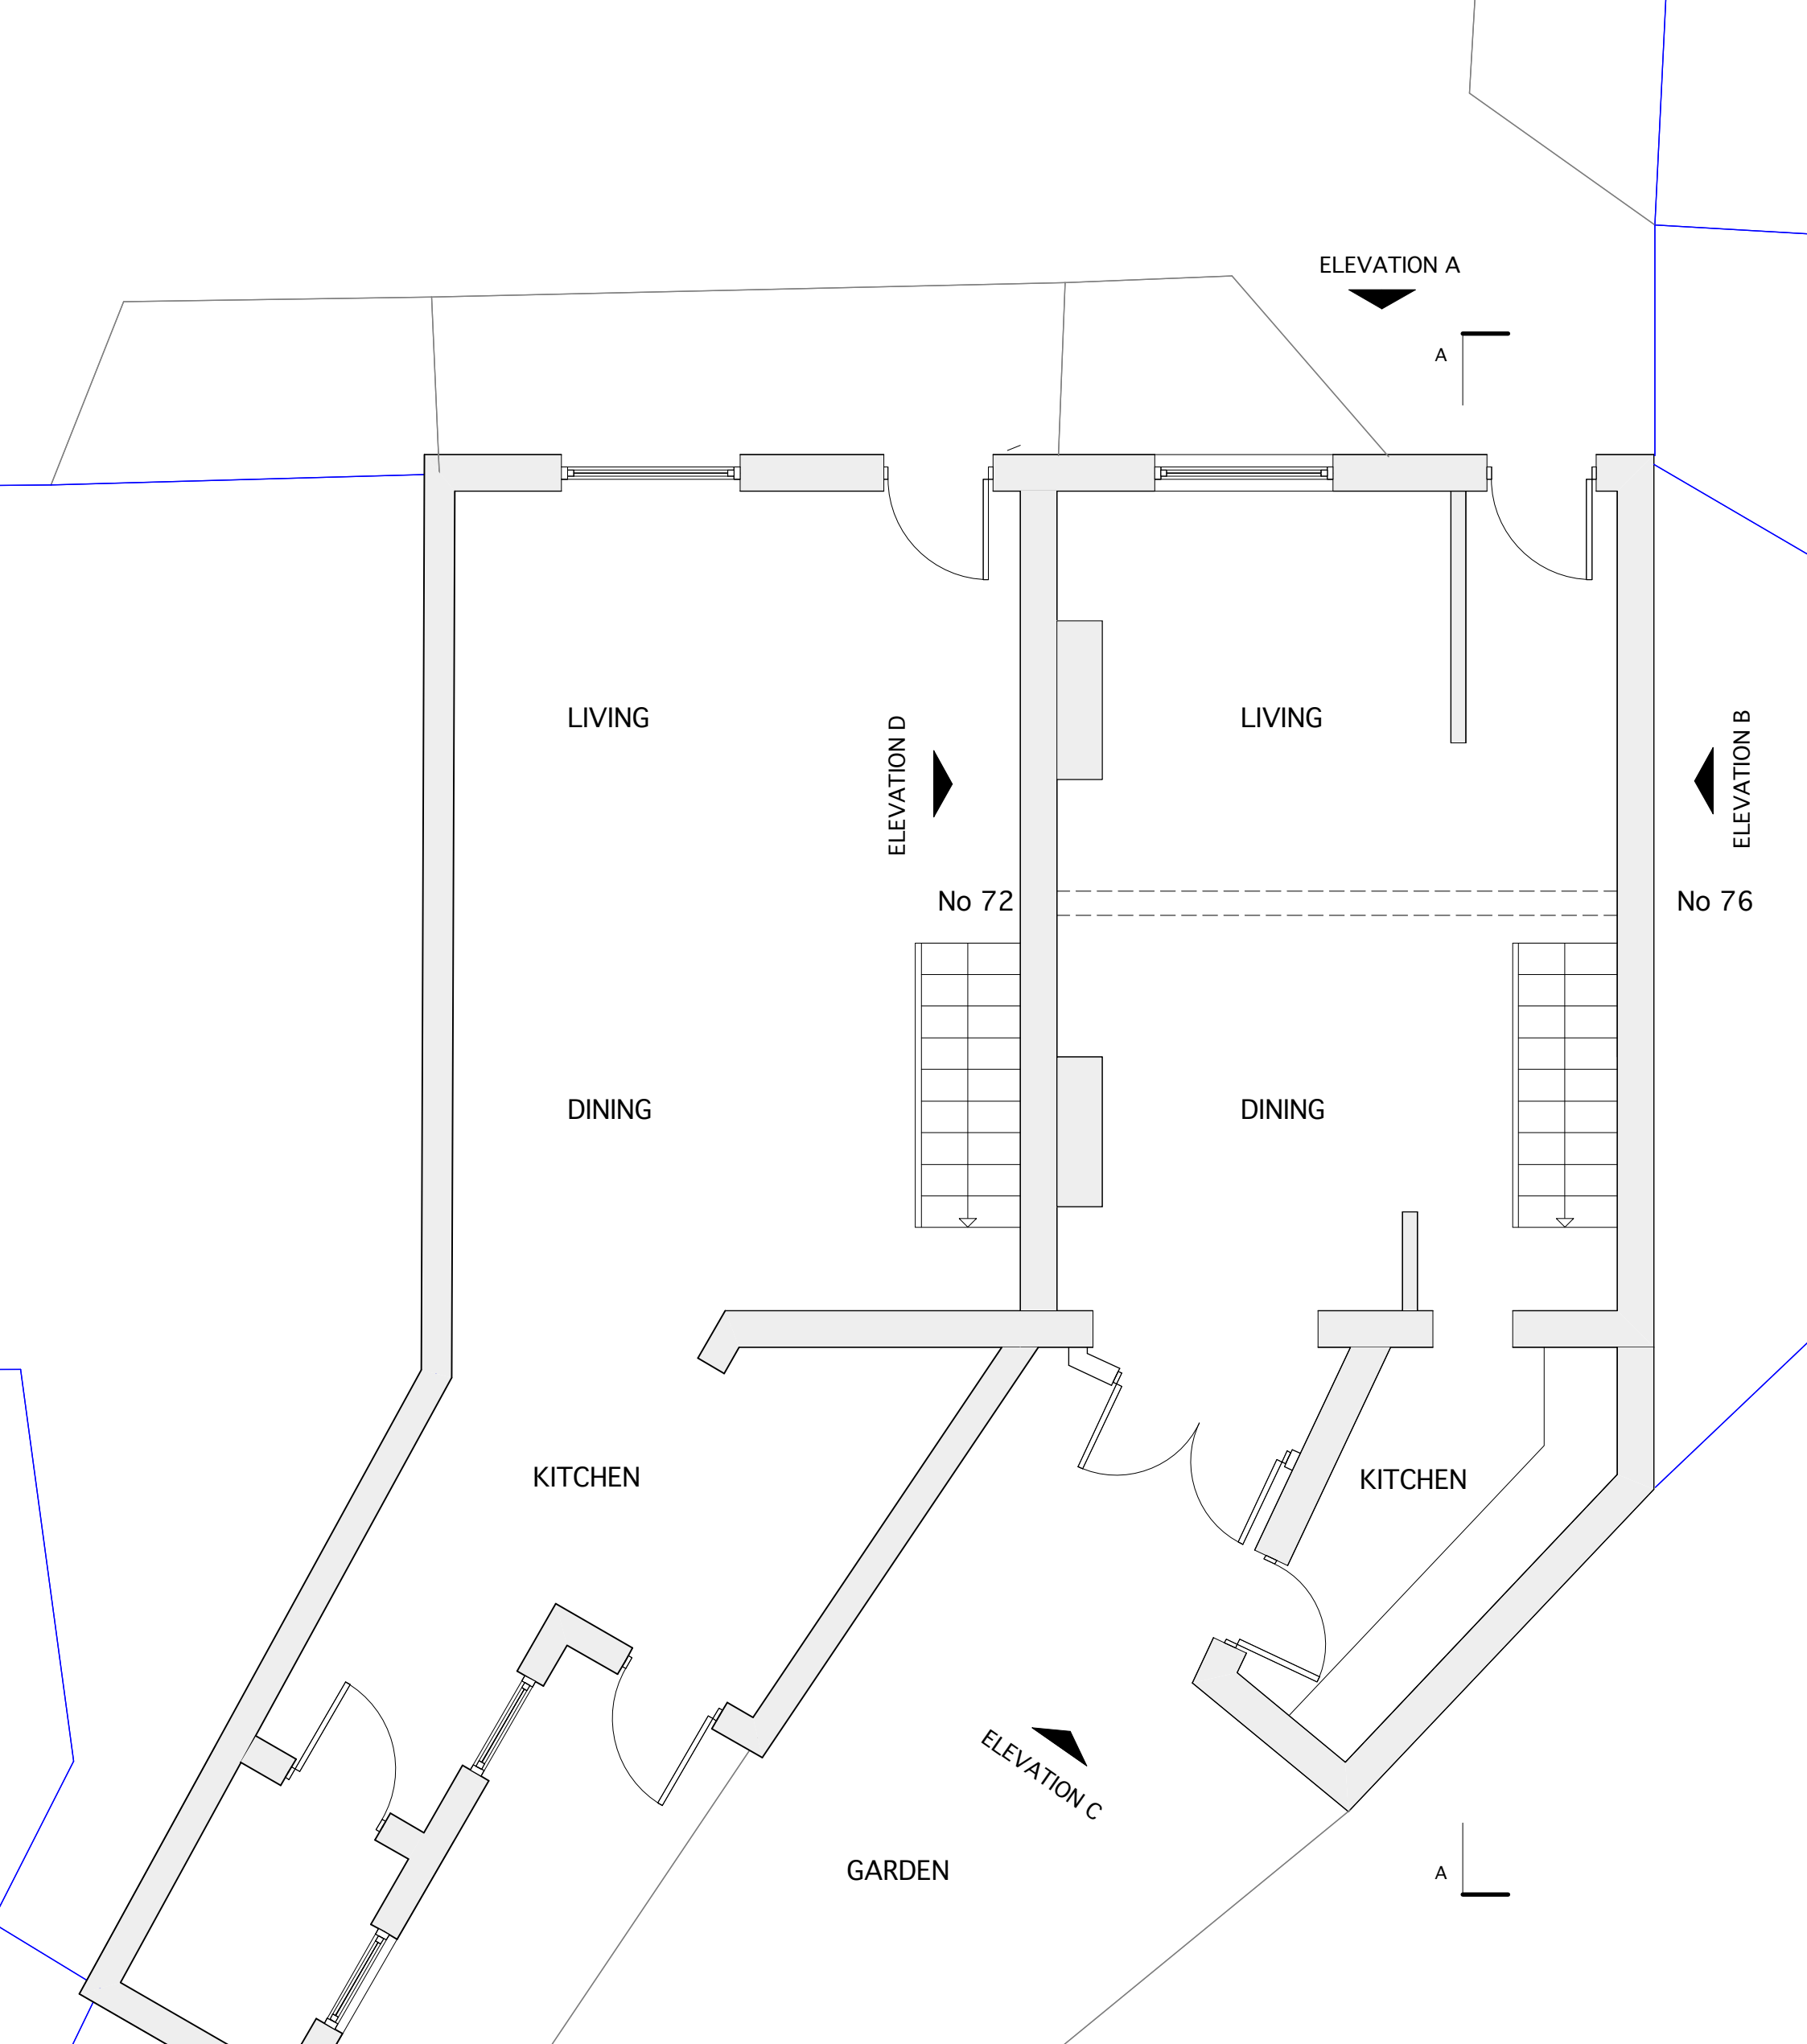 ELEVATION A
A
LIVING
ELEVATION D
LIVING
ELEVATION B
No 72
No 76
DINING
DINING
KITCHEN
KITCHEN
ELEVATION C
GARDEN
A